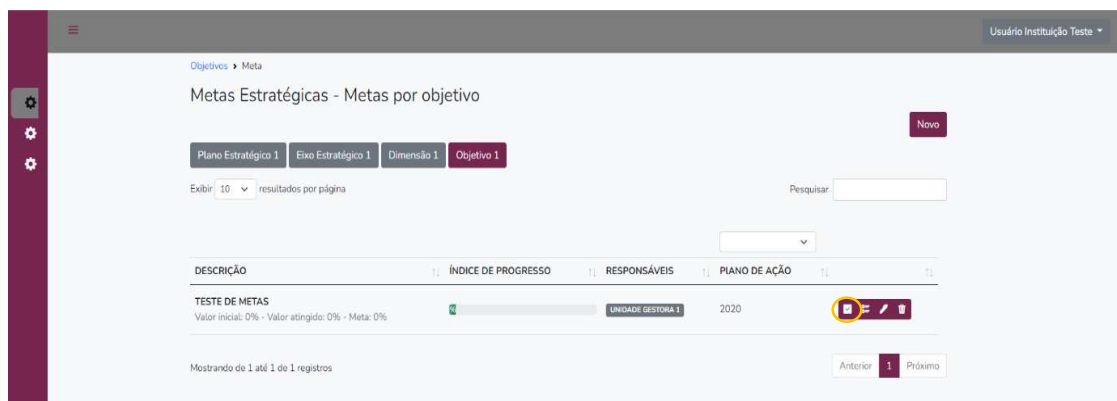 Usuário Instituição Teste
Objetivos > Meta
Metas Estratégicas - Metas por objetivo
Novo
Plano Estratégico 1 Eixo Estratégico 1 Dimensão 1 Objetivo 1
Exibir 10 resultados por página Pesquisar
DESCRIÇÃO ÍNDICE DE PROGRESSO RESPONSÁVEIS PLANO DE AÇÃO
TESTE DE METAS
Valor inicial: 0% - Valor atingido: 0% - Meta: 0% UNIDADE GESTORA 1 2020
Mostrando de 1 até 1 de 1 registros Anterior 1 Próximo